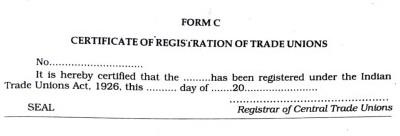 FORM C
CERTIFICATE OF REGISTRATION OF TRADE UNIONS
No............................
It is hereby certified that the .........has been registered under the Indian
Trade Unions Act, 1926, this .......... day of .......20........................
SEAL
...................................
Registrar of Central Trade Unions